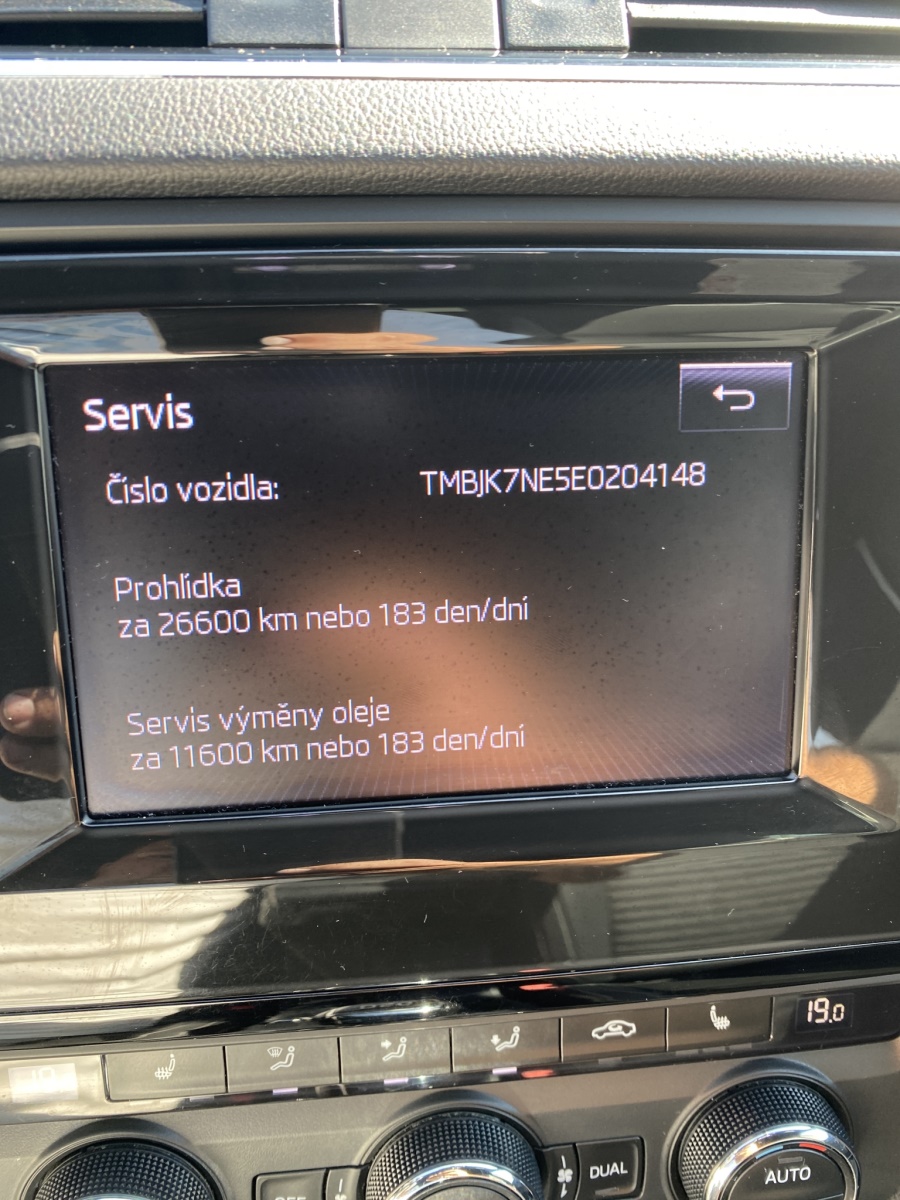 Servis
Číslo vozidla: TMBJK7NE5E0204148
Prohlídka
za 26600 km nebo 183 den/dní
Servis výměny oleje
za 11600 km nebo 183 den/dní
19.0
DUAL
AUTO